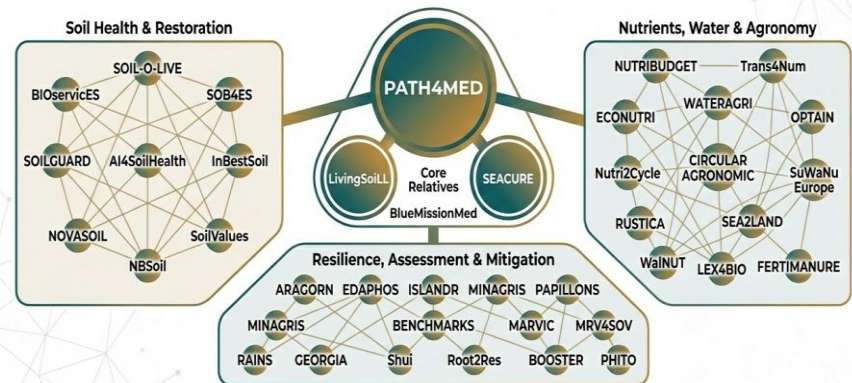 Soil Health & Restoration
SOIL-O-LIVE
BIOservicES
SOB4ES
SOILGUARD
AI4SoilHealth
InBestSoil
NOVASOIL
SoilValues
NBSoil
PATH4MED
LivingSoiLL
Core
Relatives
SEACURE
BlueMissionMed
Nutrients, Water & Agronomy
NUTRIBUDGET
Trans4Num
WATERAGRI
ECONUTRI
OPTAIN
CIRCULAR
AGRONOMIC
Nutri2Cycle
SuWaNu
Europe
RUSTICA
SEA2LAND
WalNUT
LEX4BIO
FERTIMANURE
Resilience, Assessment & Mitigation
ARAGORN
EDAPHOS
ISLANDR
MINAGRIS
PAPILLONS
MINAGRIS
BENCHMARKS
MARVIC
MRV4SOV
RAINS
GEORGIA
Shui
Root2Res
BOOSTER
PHITO